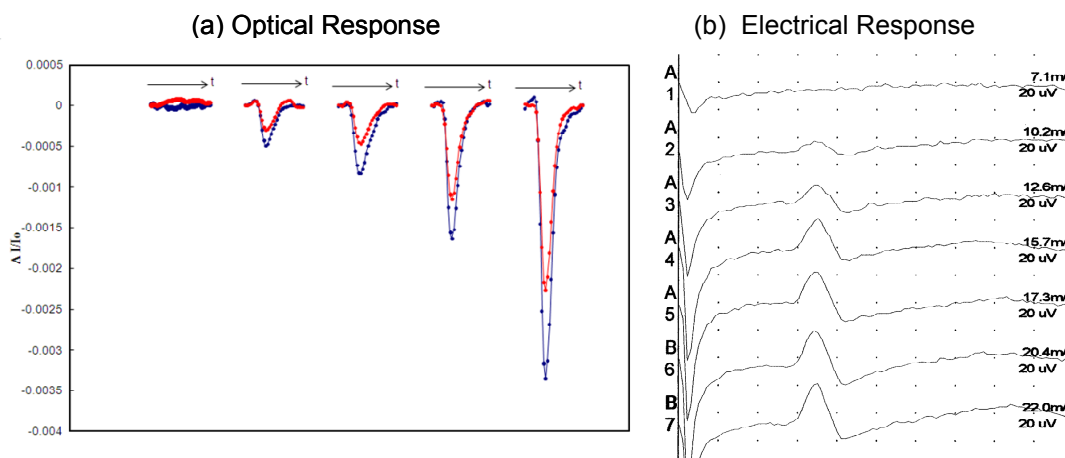 (a) Optical Response
(b) Electrical Response
0.0005
0
-0.0005
-0.001
-0.0015
-0.002
-0.0025
-0.003
-0.0035
-0.004
Δ I/Io
t
t
t
t
t
A
1
7.1m
20 uV
A
2
10.2m
20 uV
A
3
12.6m
20 uV
A
4
15.7m
20 uV
A
5
17.3m
20 uV
B
6
20.4m
20 uV
B
7
22.0m
20 uV